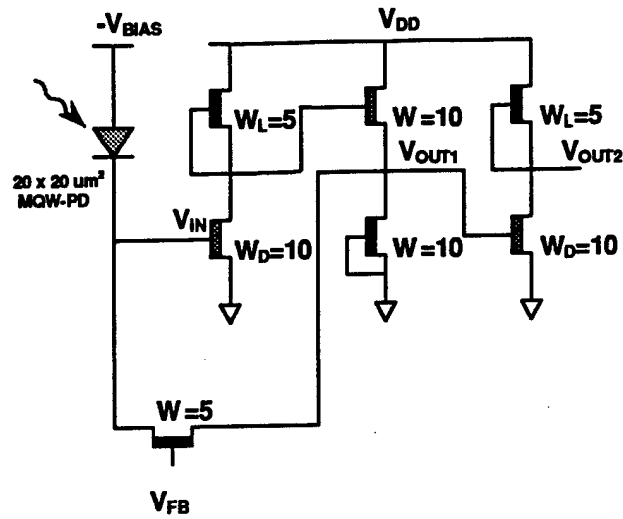 -VBIAS
VDD
WL=5
W=10
WL=5
20 x 20 um²
MQW-PD
VOUT1
VOUT2
VIN
WD=10
W=10
WD=10
W=5
VFB